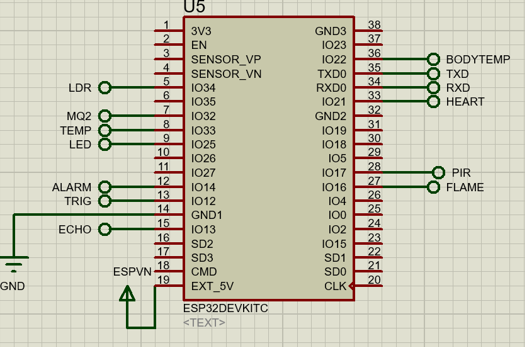 U5
1 3V3 GND3 38
2 EN IO23 37
3 SENSOR_VP IO22 36 BODYTEMP
4 SENSOR_VN TXD0 35 TXD
LDR 5 IO34 RXD0 34 RXD
6 IO35 IO21 33 HEART
MQ2 7 IO32 GND2 32
TEMP 8 IO33 IO19 31
LED 9 IO25 IO18 30
10 IO26 IO5 29
11 IO27 IO17 28 PIR
ALARM 12 IO14 IO16 27 FLAME
TRIG 13 IO12 IO4 26
14 GND1 IO0 25
ECHO 15 IO13 IO2 24
16 SD2 IO15 23
17 SD3 SD1 22
ESPVN 18 CMD SD0 21
19 EXT_5V CLK 20
GND
ESP32DEVKITC
<TEXT>